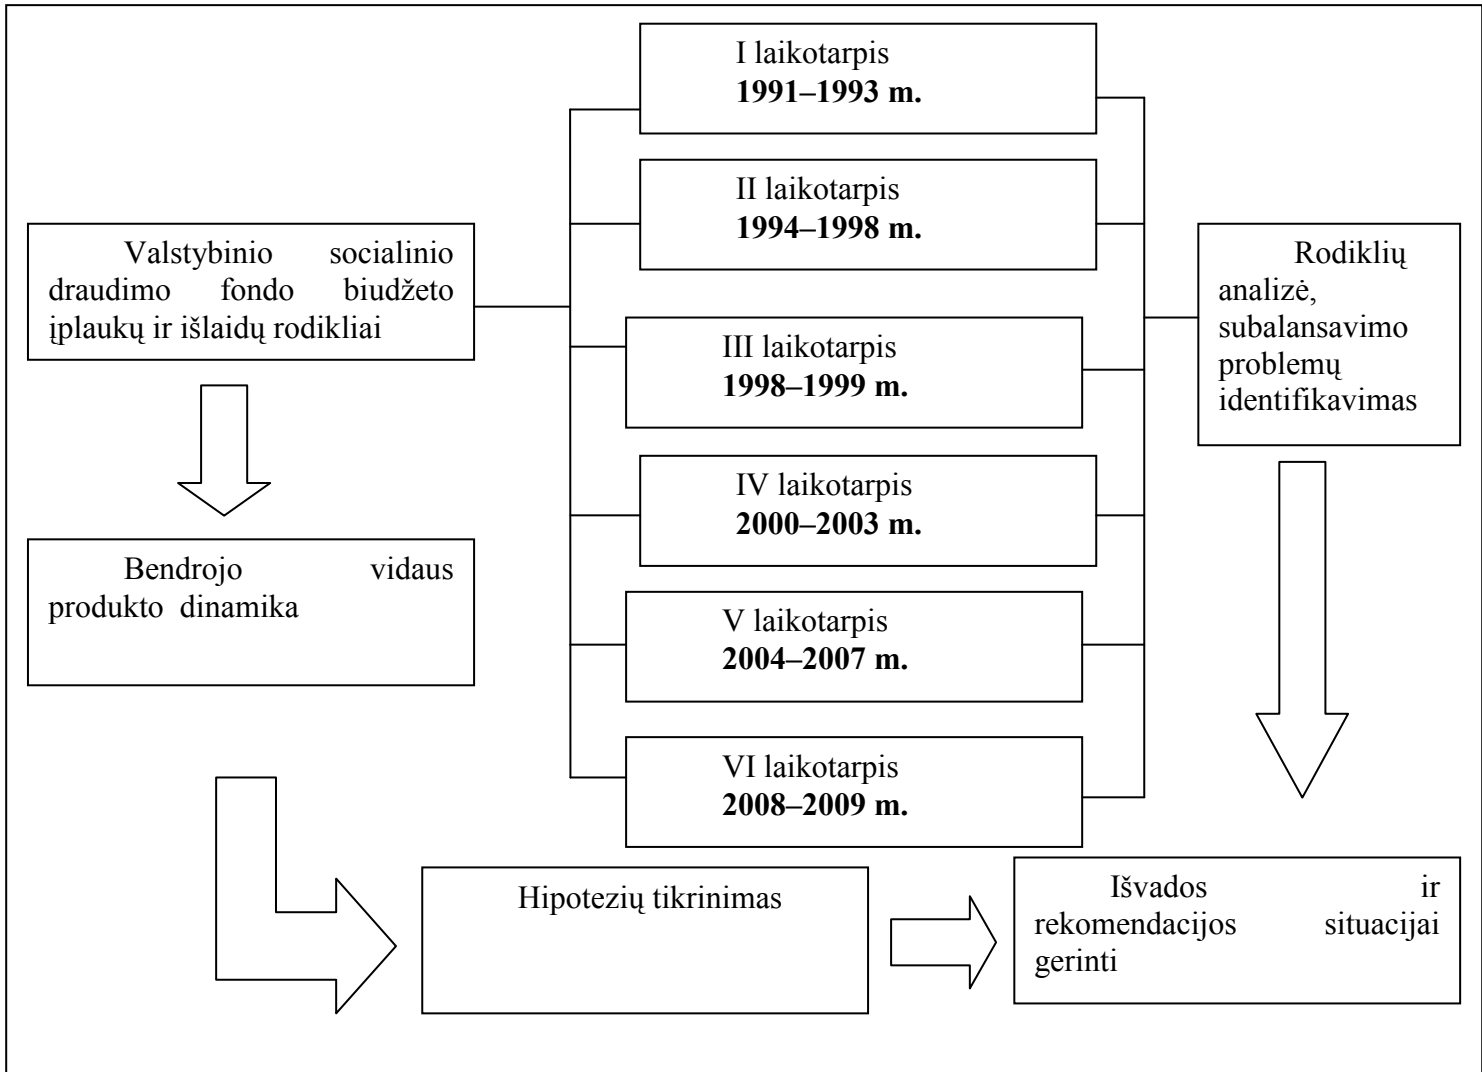 I laikotarpis
1991–1993 m.
II laikotarpis
1994–1998 m.
Valstybinio socialinio
draudimo fondo biudžeto
įplaukų ir išlaidų rodikliai
Rodiklių
analizė,
subalansavimo
problemų
identifikavimas
III laikotarpis
1998–1999 m.
IV laikotarpis
2000–2003 m.
Bendrojo vidaus
produkto dinamika
V laikotarpis
2004–2007 m.
VI laikotarpis
2008–2009 m.
Hipotezių tikrinimas
Išvados ir
rekomendacijos situacijai
gerinti